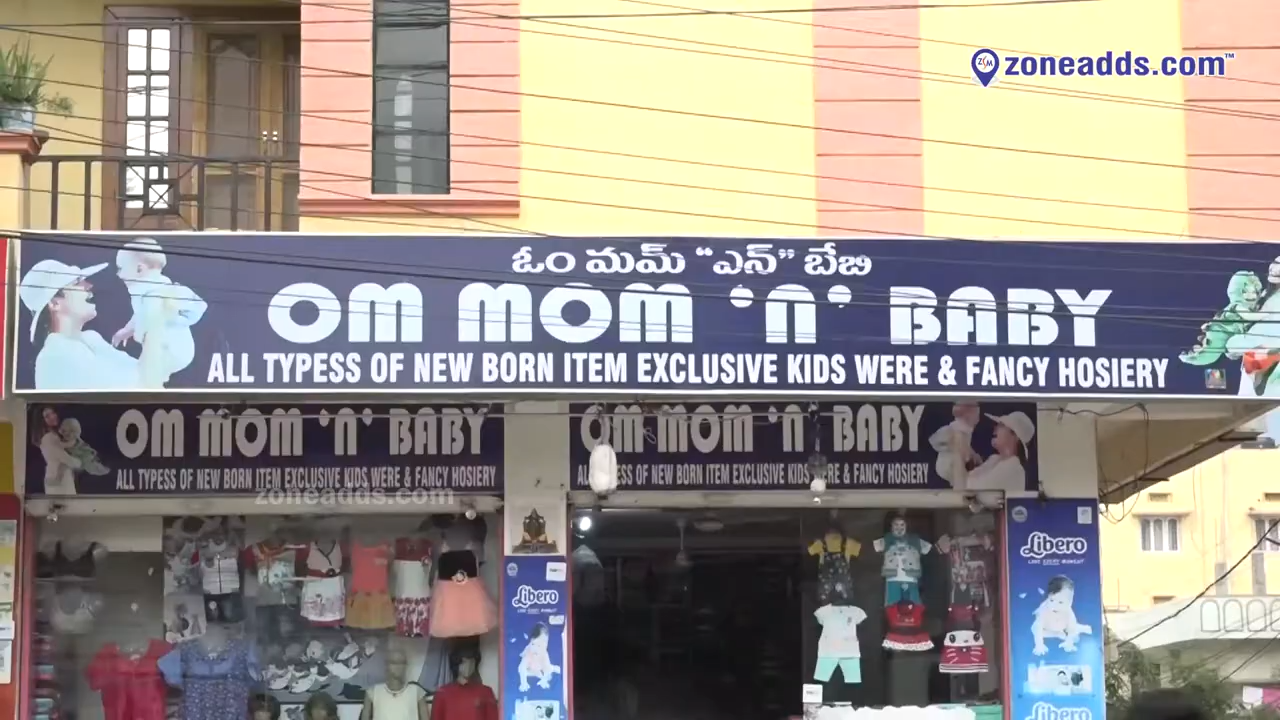 zoneadds.com™
ఓం మమ్ "ఎన్" బేబి
OM MOM 'N' BABY
ALL TYPESS OF NEW BORN ITEM EXCLUSIVE KIDS WERE & FANCY HOSIERY
OM MOM 'N' BABY
ALL TYPESS OF NEW BORN ITEM EXCLUSIVE KIDS WERE & FANCY HOSIERY
OM MOM 'N' BABY
ALL TYPESS OF NEW BORN ITEM EXCLUSIVE KIDS WERE & FANCY HOSIERY
zoneadds.com
Libero
Libero
Libero